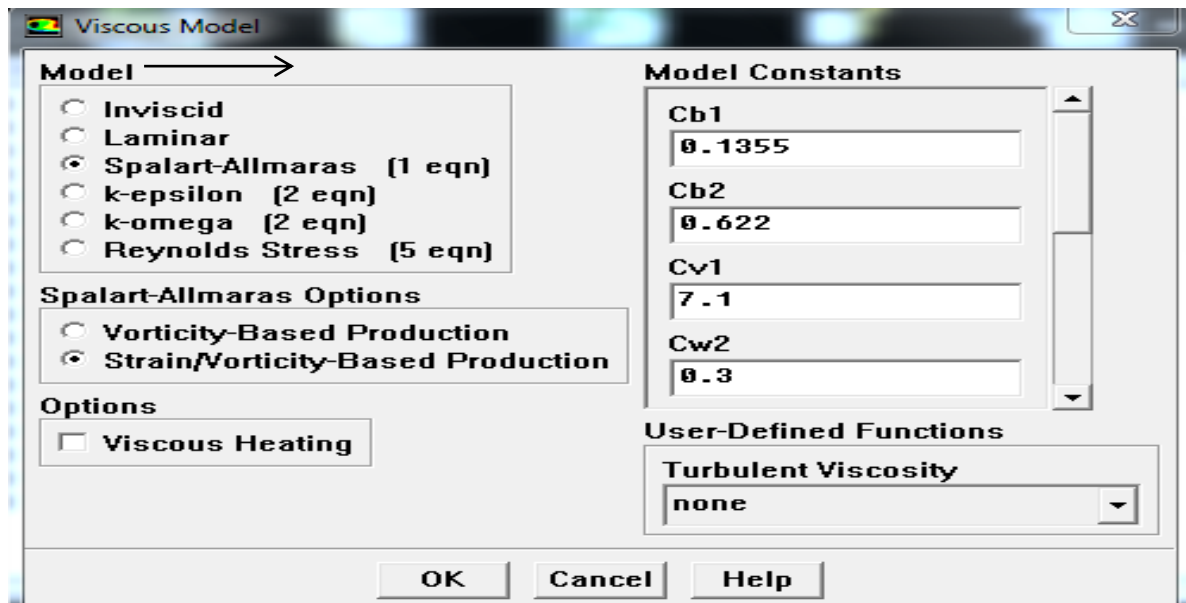 Viscous Model
Model
Inviscid
Laminar
Spalart-Allmaras (1 eqn)
k-epsilon (2 eqn)
k-omega (2 eqn)
Reynolds Stress (5 eqn)
Spalart-Allmaras Options
Vorticity-Based Production
Strain/Vorticity-Based Production
Options
Viscous Heating
Model Constants
Cb1
0.1355
Cb2
0.622
Cv1
7.1
Cw2
0.3
User-Defined Functions
Turbulent Viscosity
none
OK Cancel Help